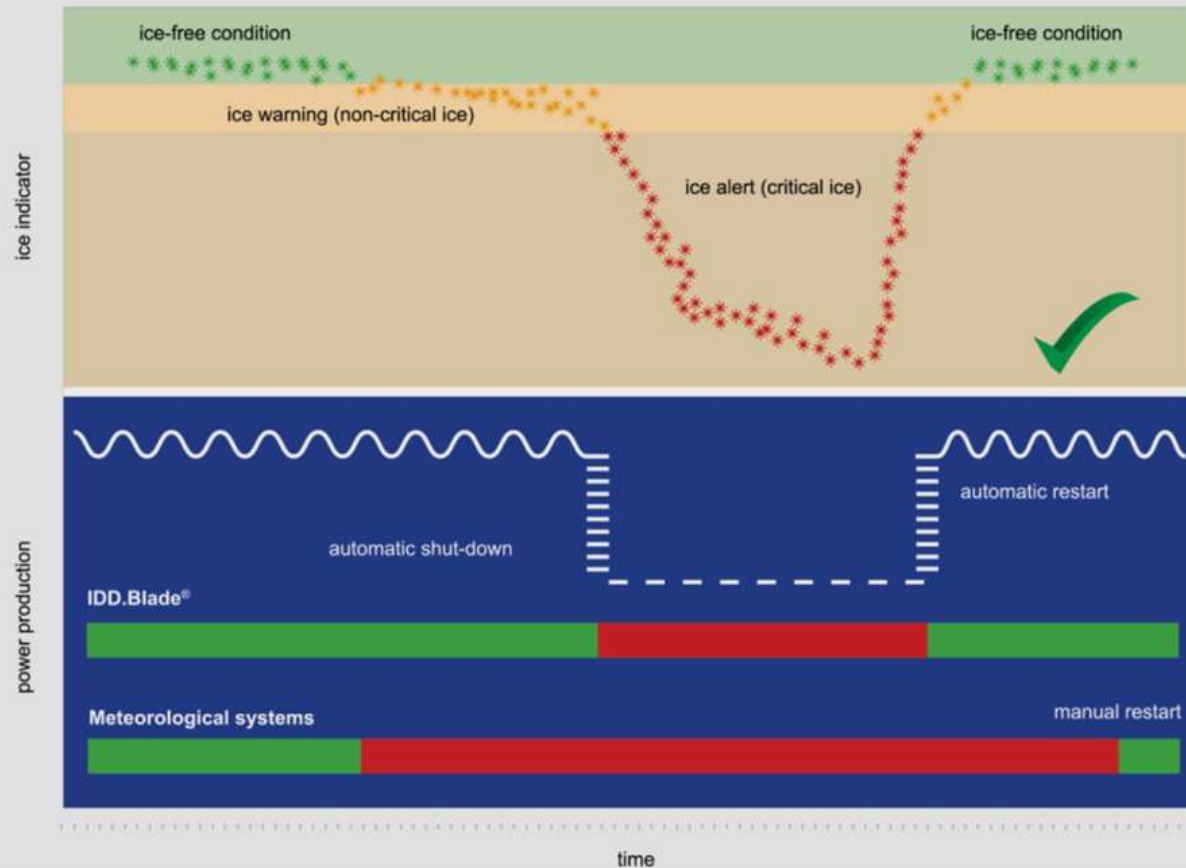 ice-free condition
ice-free condition
ice warning (non-critical ice)
ice alert (critical ice)
ice indicator
automatic restart
automatic shut-down
IDD.Blade®
power production
Meteorological systems
manual restart
time